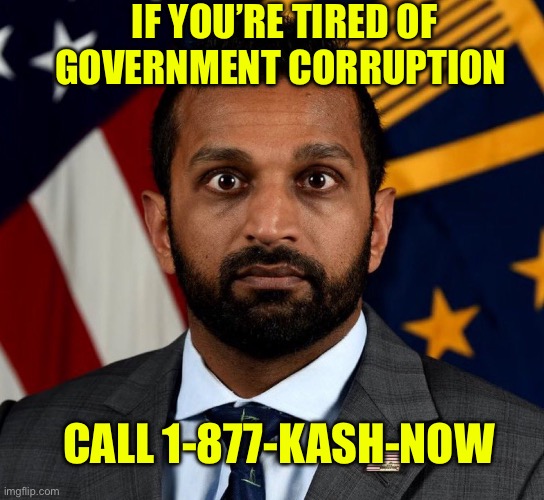 IF YOU'RE TIRED OF
GOVERNMENT CORRUPTION
CALL 1-877-KASH-NOW
imgflip.com